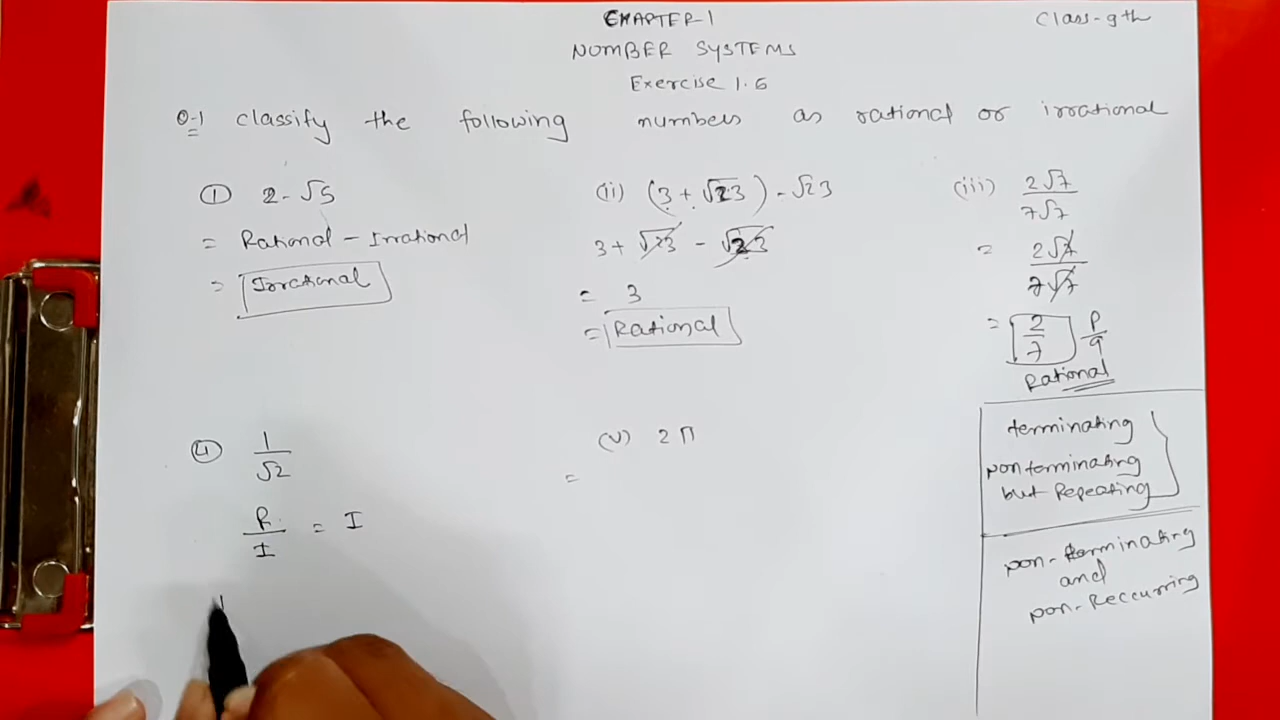 CHAPTER-1
Class-9th
NUMBER SYSTEMS
Exercise 1.5
Q-1 classify the following numbers as rational or irrational
① 2-√5
= Rational - Irrational
= Irrational
(ii) (3+√23)-√23
3+√23 - √23
= 3
= Rational
(iii) 2√7
7√7
= 2√7
7√7
= 2/7 p/q
Rational
④ 1/√2
R/I = I
(v) 2π
=
terminating
non terminating
but Repeating
non-terminating
and
non-Reccurring